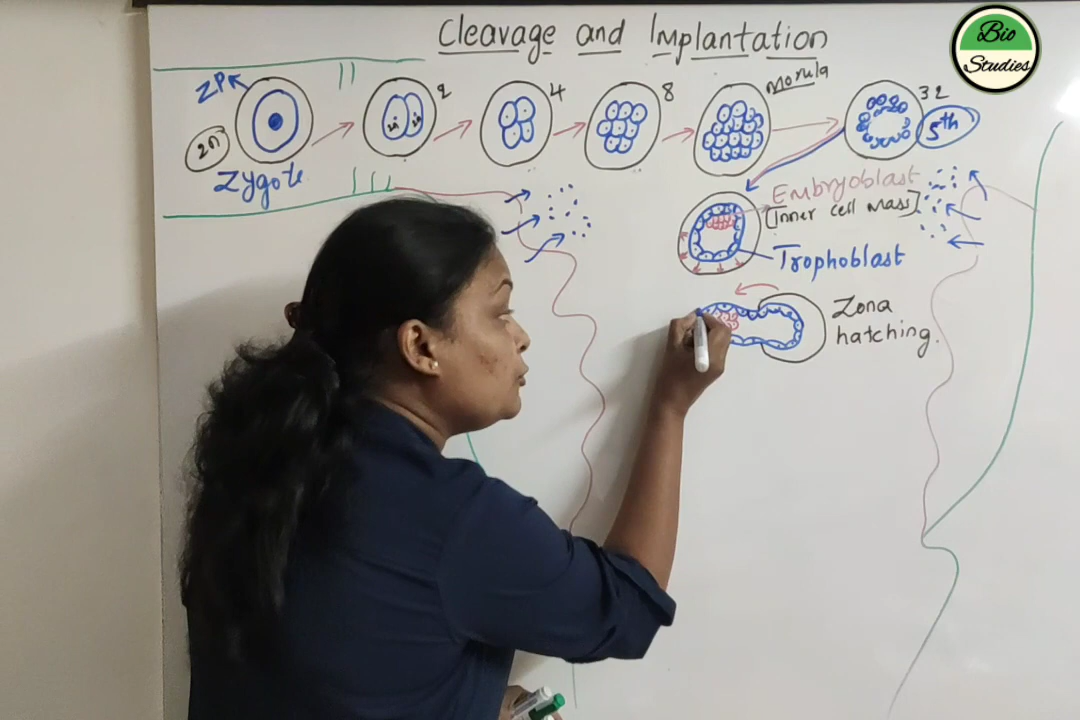 Cleavage and Implantation
Bio
Studies
ZP
2n
Zygote
2
4
8
Morula
32
5th
Embryoblast
[Inner cell mass]
Trophoblast
Zona
hatching.